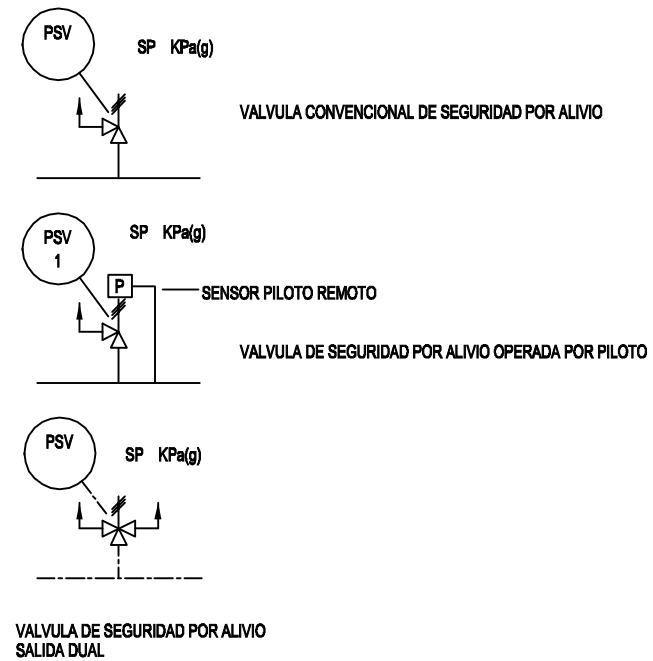 PSV
SP KPa(g)
VALVULA CONVENCIONAL DE SEGURIDAD POR ALIVIO
PSV
1
SP KPa(g)
P
SENSOR PILOTO REMOTO
VALVULA DE SEGURIDAD POR ALIVIO OPERADA POR PILOTO
PSV
SP KPa(g)
VALVULA DE SEGURIDAD POR ALIVIO
SALIDA DUAL